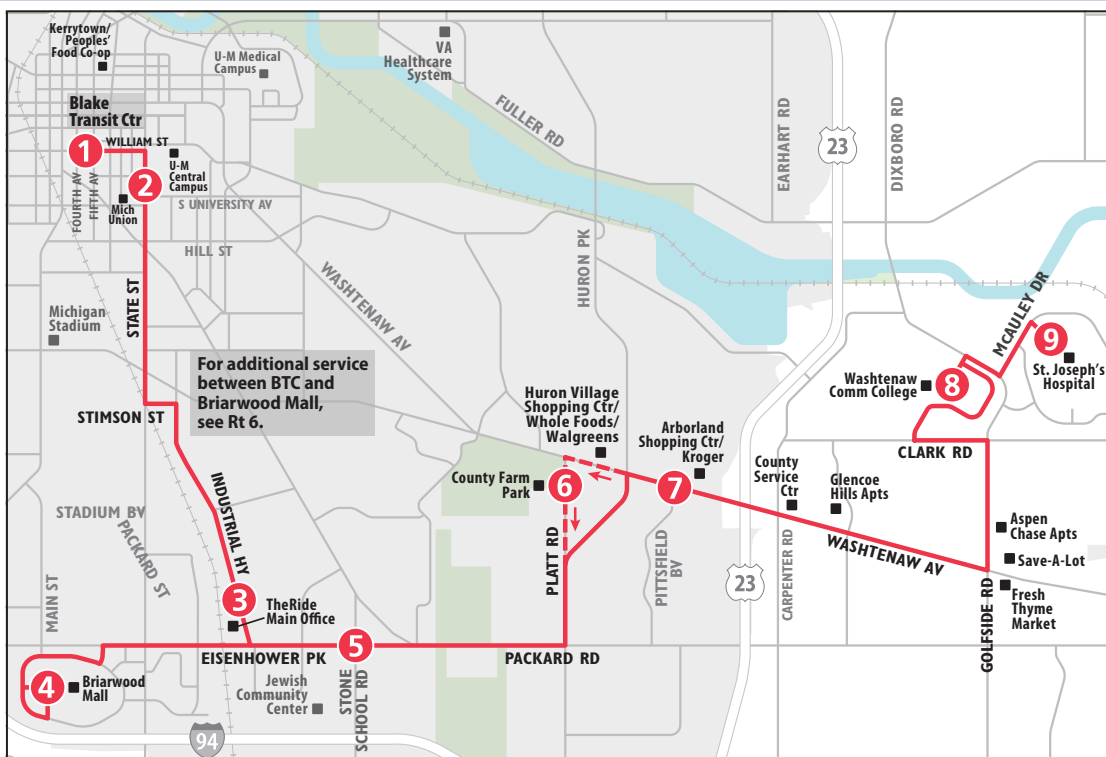 Kerrytown/
Peoples'
Food Co-op
U-M Medical
Campus
VA
Healthcare
System
FULLER RD
EARHART RD
23
DIXBORO RD
Blake
Transit Ctr
1
WILLIAM ST
2
U-M
Central
Campus
FOURTH AV
FIFTH AV
Mich
Union
S UNIVERSITY AV
HILL ST
HURON PK
WASHTENAW AV
STATE ST
Michigan
Stadium
McAULEY DR
9
St. Joseph's
Hospital
For additional service
between BTC and
Briarwood Mall,
see Rt 6.
STIMSON ST
Washtenaw
Comm College
8
Huron Village
Shopping Ctr/
Whole Foods/
Walgreens
Arborland
Shopping Ctr/
Kroger
CLARK RD
County Farm
Park
6
7
County
Service
Ctr
Glencoe
Hills Apts
INDUSTRIAL HY
STADIUM BV
PACKARD ST
Aspen
Chase Apts
Save-A-Lot
Fresh
Thyme
Market
WASHTENAW AV
PLATT RD
PITTSFIELD
BV
23
CARPENTER RD
GOLFSIDE RD
MAIN ST
3
TheRide
Main Office
5
EISENHOWER PK
PACKARD RD
4
Briarwood
Mall
Jewish
Community
Center
STONE
SCHOOL RD
94